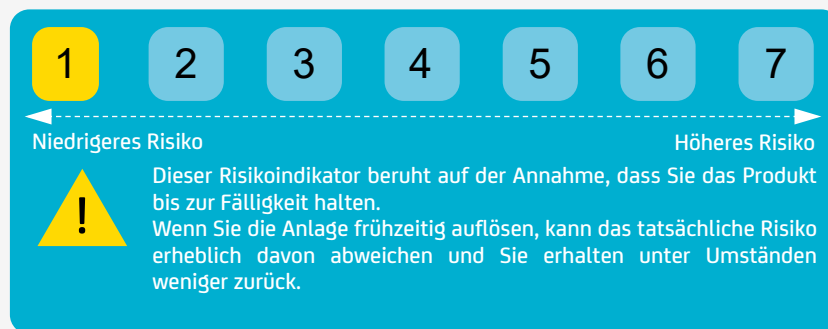 1 2 3 4 5 6 7
Niedrigeres Risiko Höheres Risiko
! Dieser Risikoindikator beruht auf der Annahme, dass Sie das Produkt
bis zur Fälligkeit halten.
Wenn Sie die Anlage frühzeitig auflösen, kann das tatsächliche Risiko
erheblich davon abweichen und Sie erhalten unter Umständen
weniger zurück.